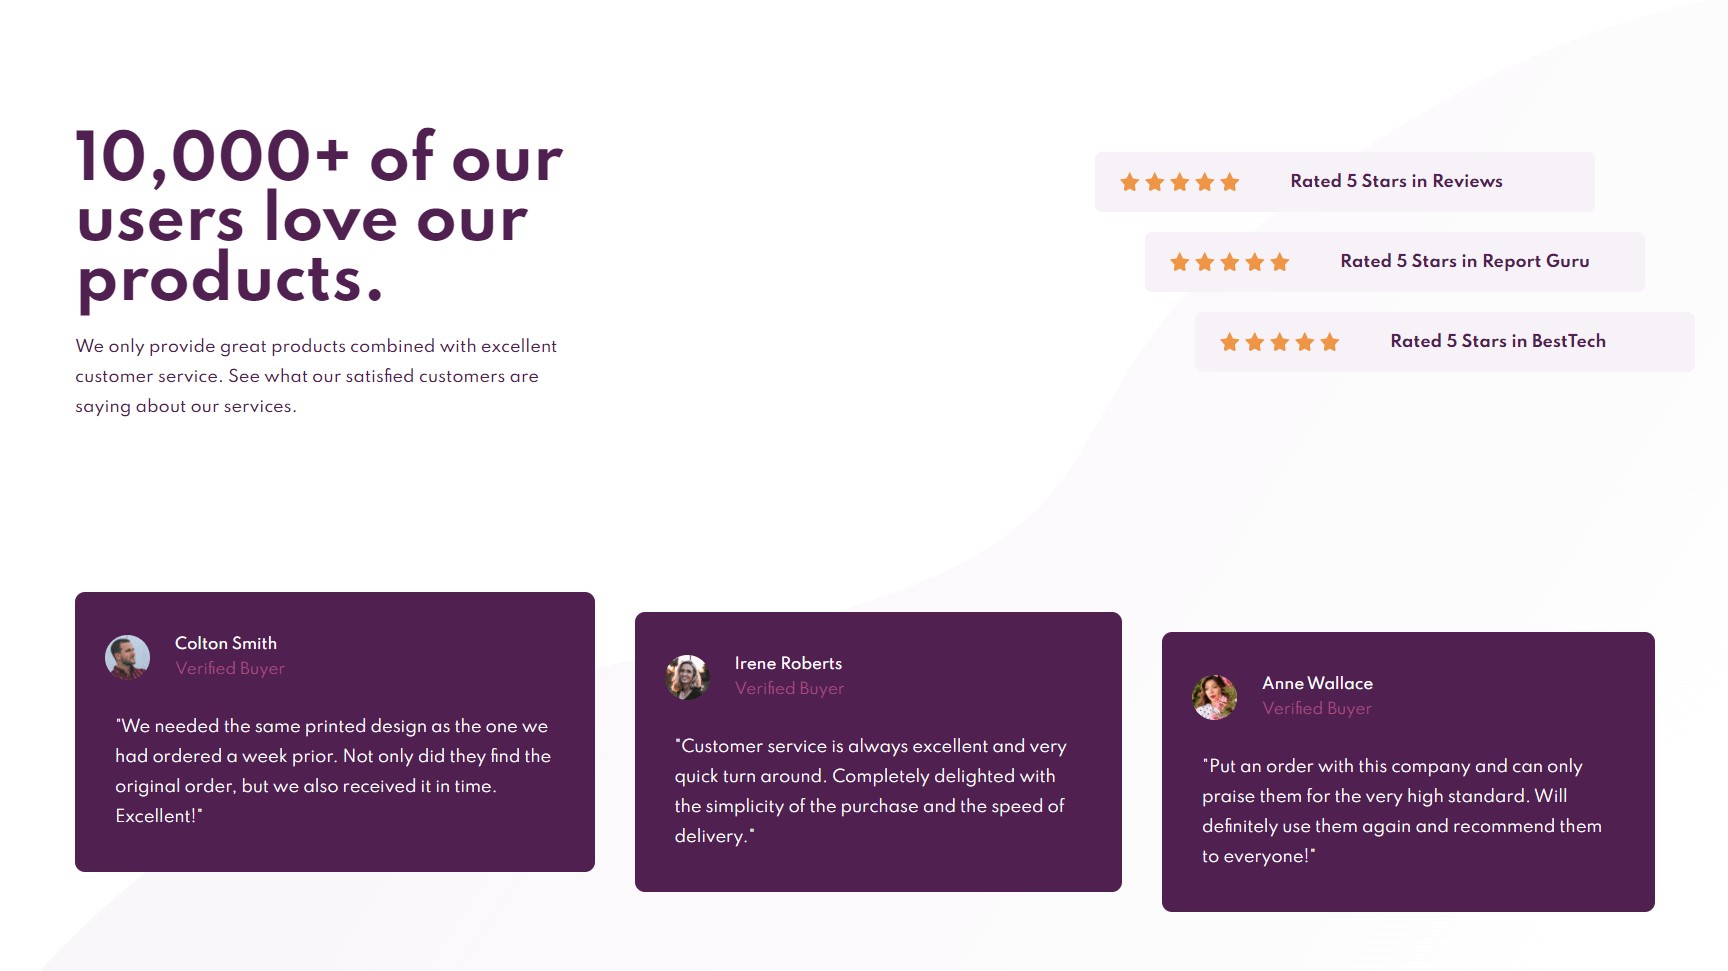 10,000+ of our
users love our
products.
We only provide great products combined with excellent
customer service. See what our satisfied customers are
saying about our services.
Rated 5 Stars in Reviews
Rated 5 Stars in Report Guru
Rated 5 Stars in BestTech
Colton Smith
Verified Buyer
"We needed the same printed design as the one we
had ordered a week prior. Not only did they find the
original order, but we also received it in time.
Excellent!"
Irene Roberts
Verified Buyer
"Customer service is always excellent and very
quick turn around. Completely delighted with
the simplicity of the purchase and the speed of
delivery."
Anne Wallace
Verified Buyer
"Put an order with this company and can only
praise them for the very high standard. Will
definitely use them again and recommend them
to everyone!"